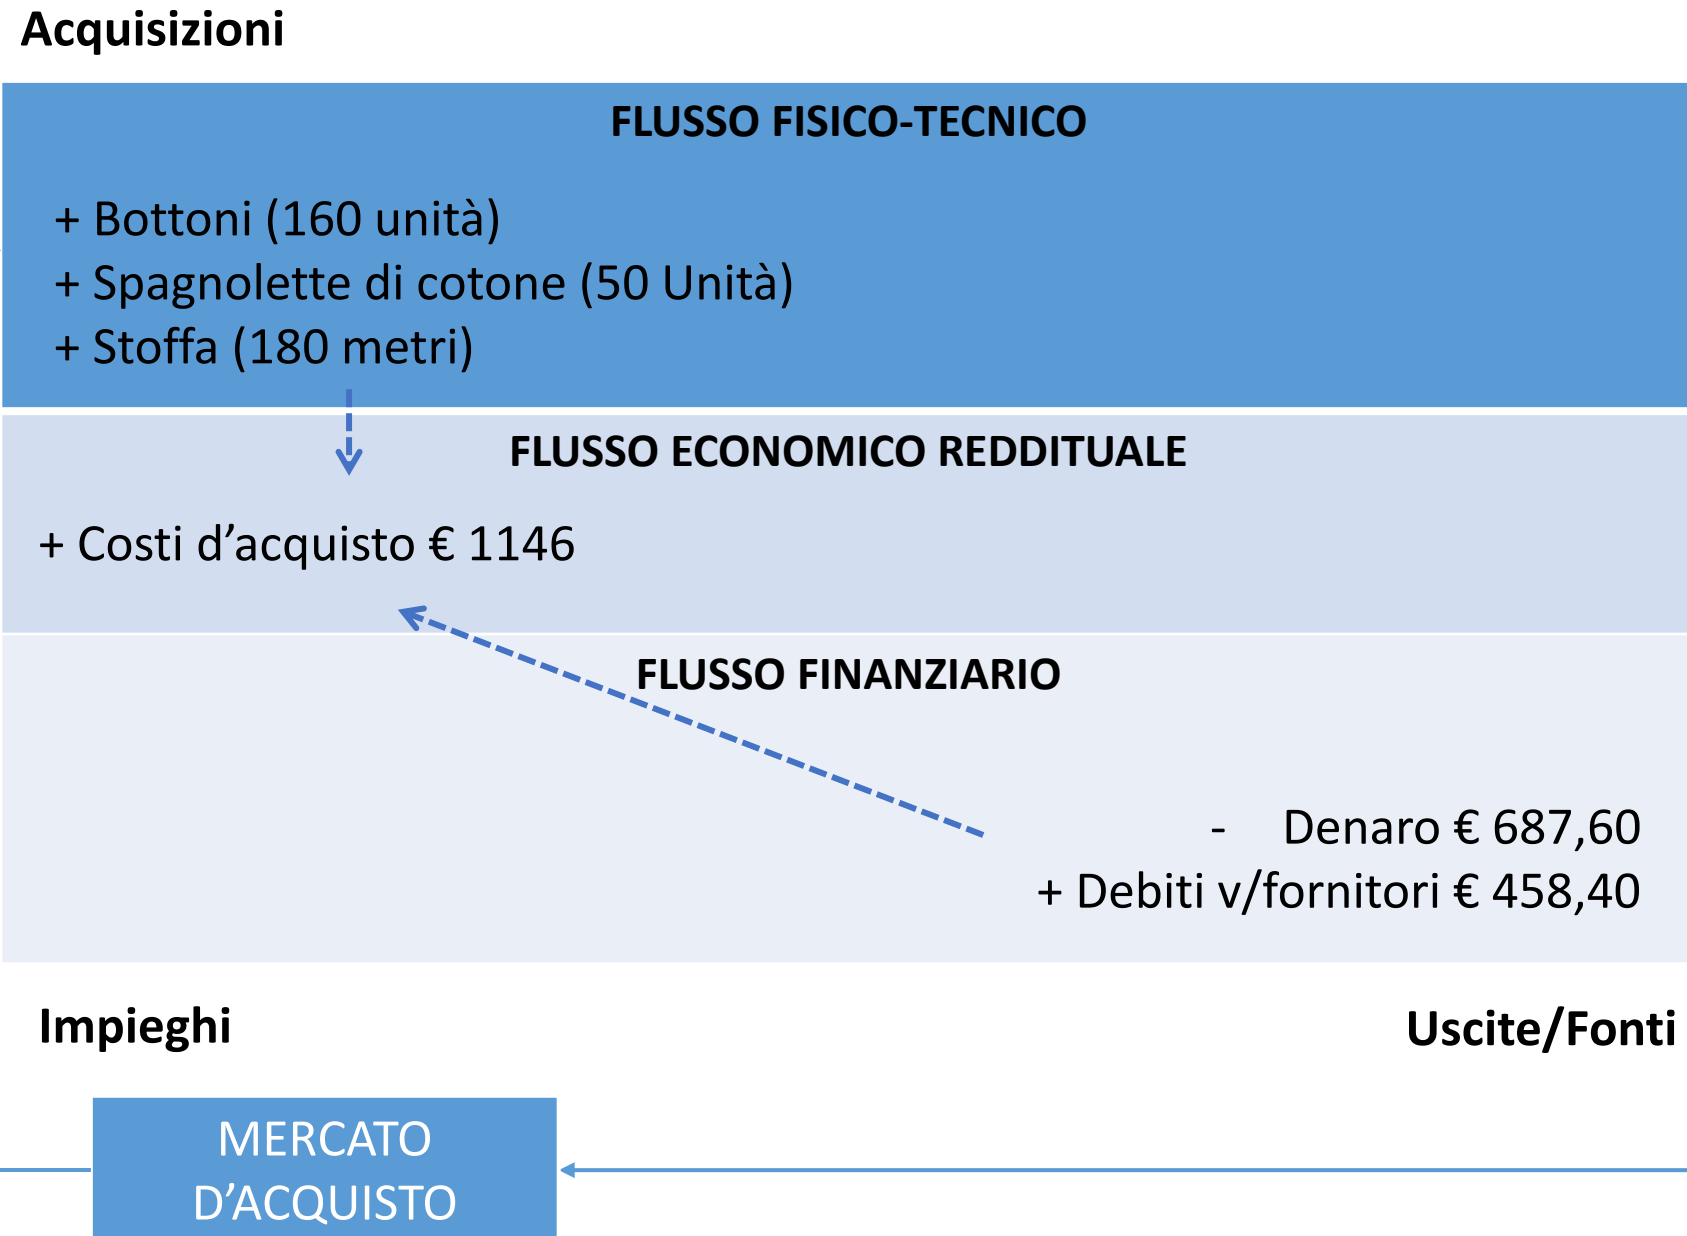 Acquisizioni
FLUSSO FISICO-TECNICO
+ Bottoni (160 unità)
+ Spagnolette di cotone (50 Unità)
+ Stoffa (180 metri)
FLUSSO ECONOMICO REDDITUALE
+ Costi d’acquisto € 1146
FLUSSO FINANZIARIO
- Denaro € 687,60
+ Debiti v/fornitori € 458,40
Impieghi
Uscite/Fonti
MERCATO
D’ACQUISTO